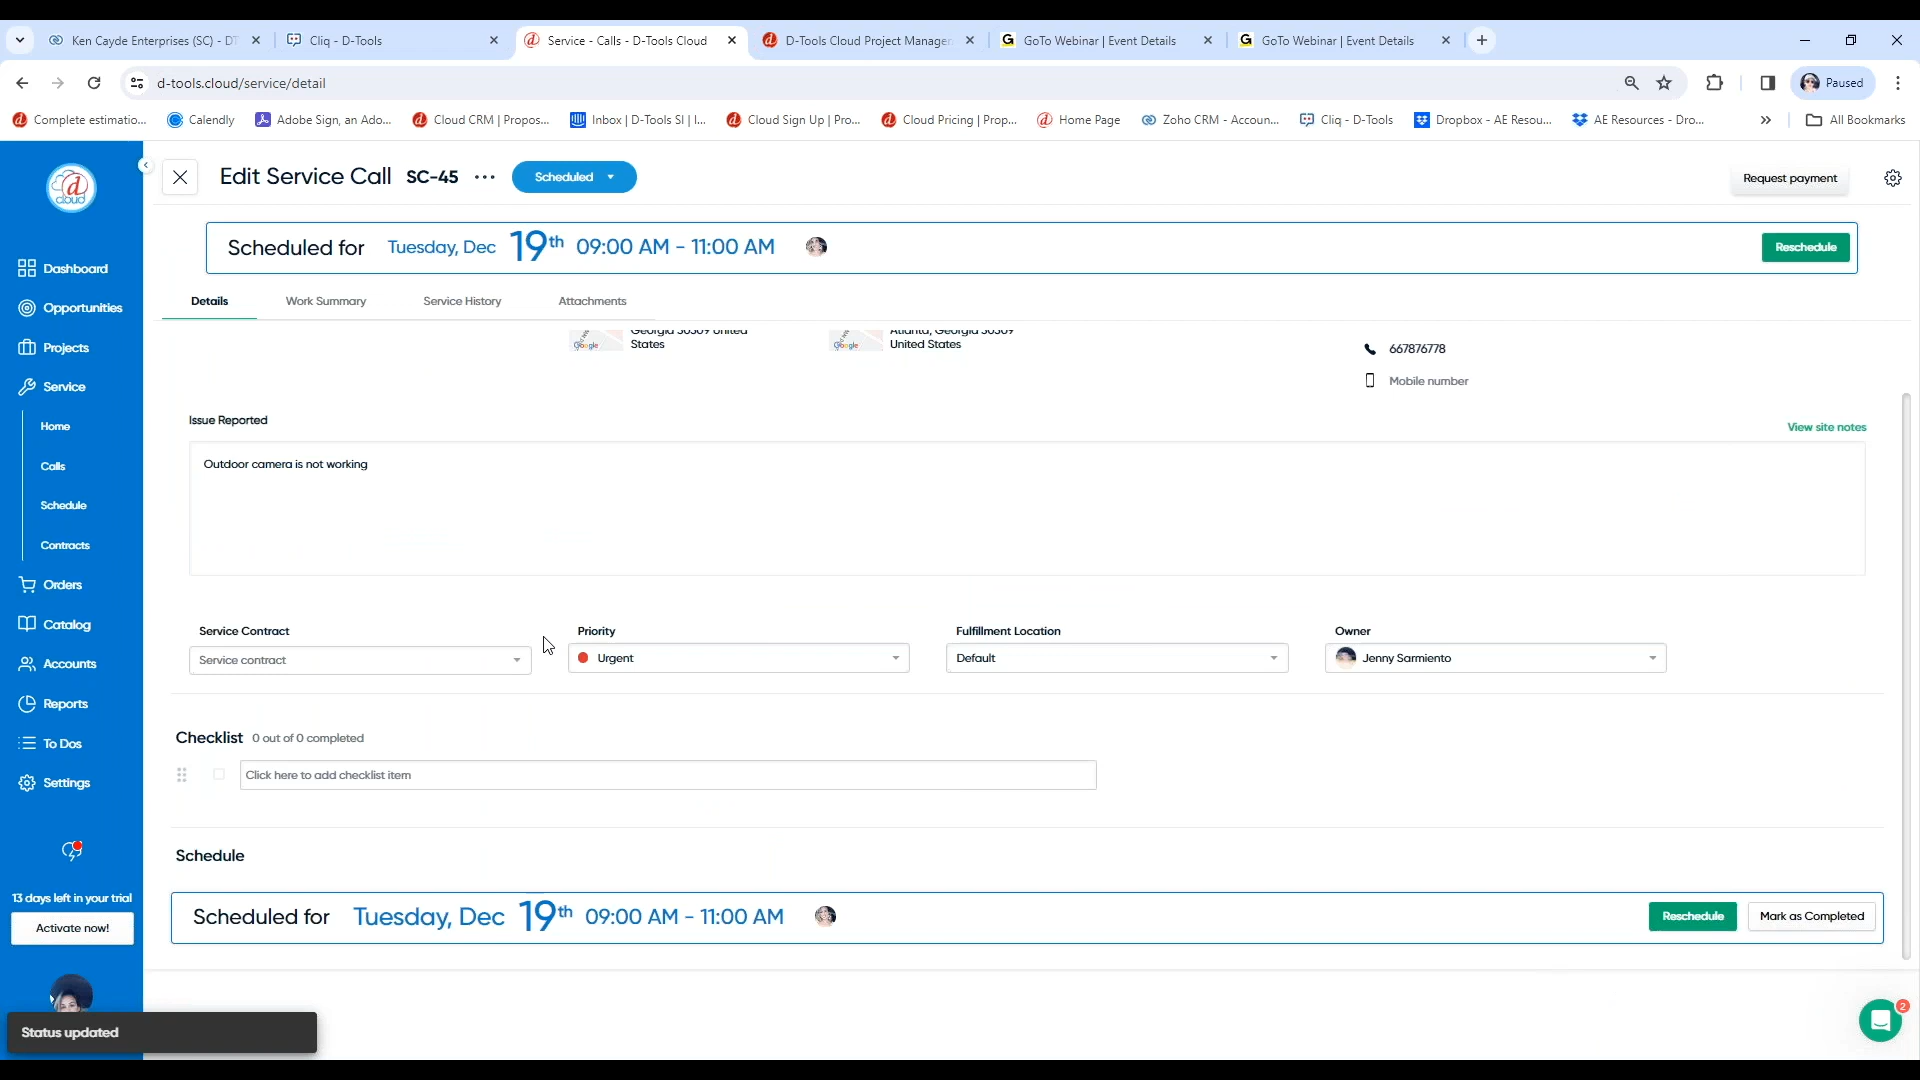 Ken Cayde Enterprises (SC) - DT
Cliq - D-Tools
Service - Calls - D-Tools Cloud
D-Tools Cloud Project Manager
GoTo Webinar | Event Details
GoTo Webinar | Event Details
d-tools.cloud/service/detail
Paused
Complete estimatio...
Calendly
Adobe Sign, an Ado...
Cloud CRM | Propos...
Inbox | D-Tools SI | I...
Cloud Sign Up | Pro...
Cloud Pricing | Prop...
Home Page
Zoho CRM - Accoun...
Cliq - D-Tools
Dropbox - AE Resou...
AE Resources - Dro...
All Bookmarks
d
cloud
Edit Service Call SC-45
Scheduled
Request payment
Scheduled for Tuesday, Dec 19th 09:00 AM - 11:00 AM
Reschedule
Details
Work Summary
Service History
Attachments
Dashboard
Opportunities
Projects
Service
Home
Calls
Schedule
Contracts
Orders
Catalog
Accounts
Reports
To Dos
Settings
13 days left in your trial
Activate now!
Status updated
Google
Georgia 30309 United
States
Google
Atlanta, Georgia 30309
United States
667876778
Mobile number
Issue Reported
View site notes
Outdoor camera is not working
Service Contract
Service contract
Priority
Urgent
Fulfillment Location
Default
Owner
Jenny Sarmiento
Checklist 0 out of 0 completed
Click here to add checklist item
Schedule
Scheduled for Tuesday, Dec 19th 09:00 AM - 11:00 AM
Reschedule
Mark as Completed
2